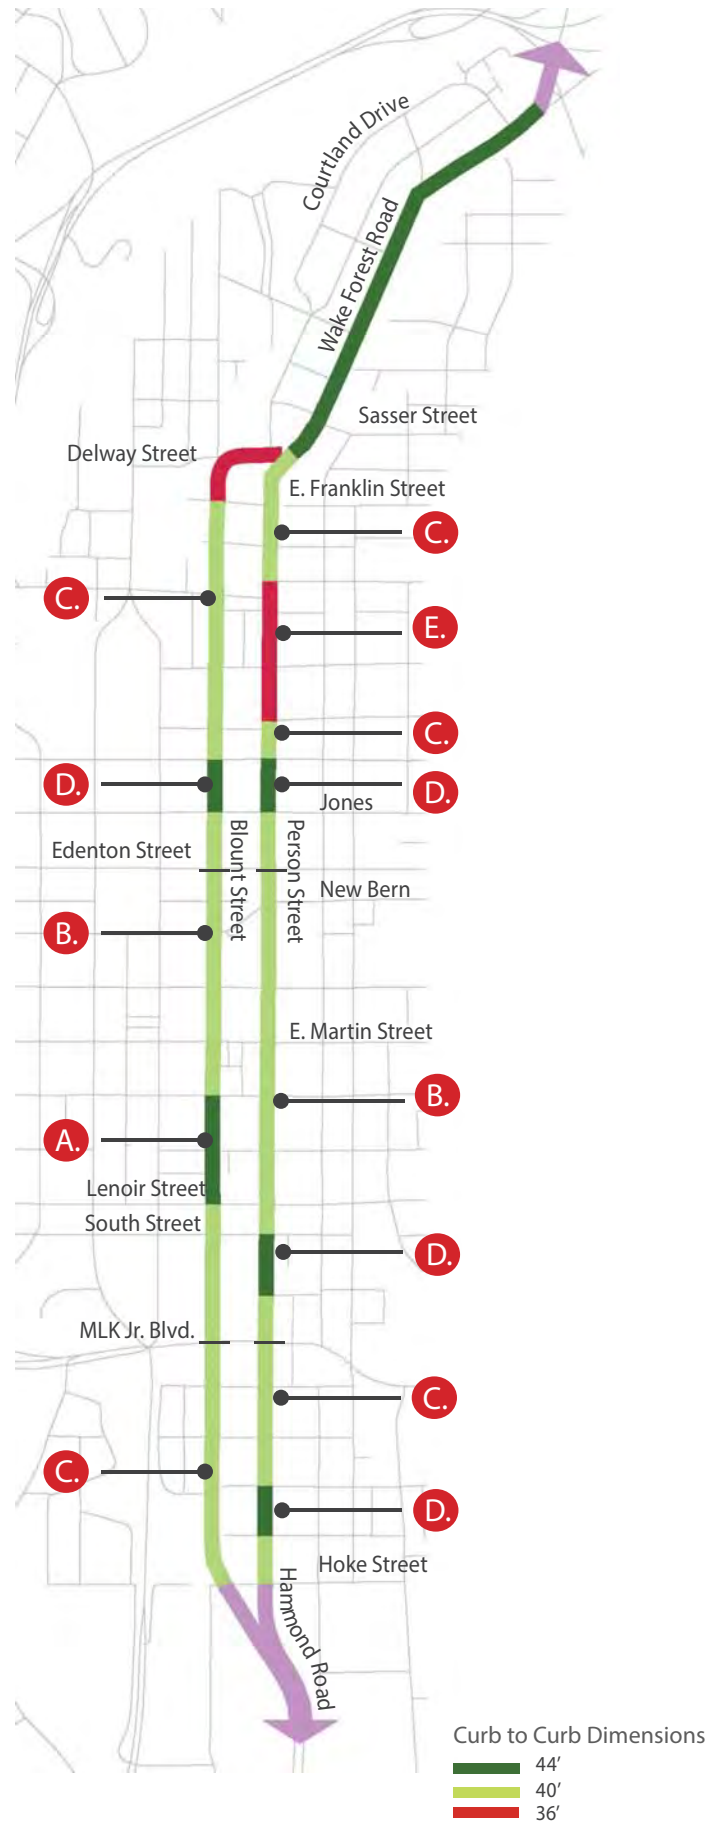 Courtland Drive
Wake Forest Road
Sasser Street
Delway Street
E. Franklin Street
C.
C.
E.
C.
D.
D.
Jones
Edenton Street
Blount Street
Person Street
New Bern
B.
E. Martin Street
B.
A.
Lenoir Street
South Street
D.
MLK Jr. Blvd.
C.
C.
D.
Hoke Street
Hammond Road
Curb to Curb Dimensions
44’
40’
36’